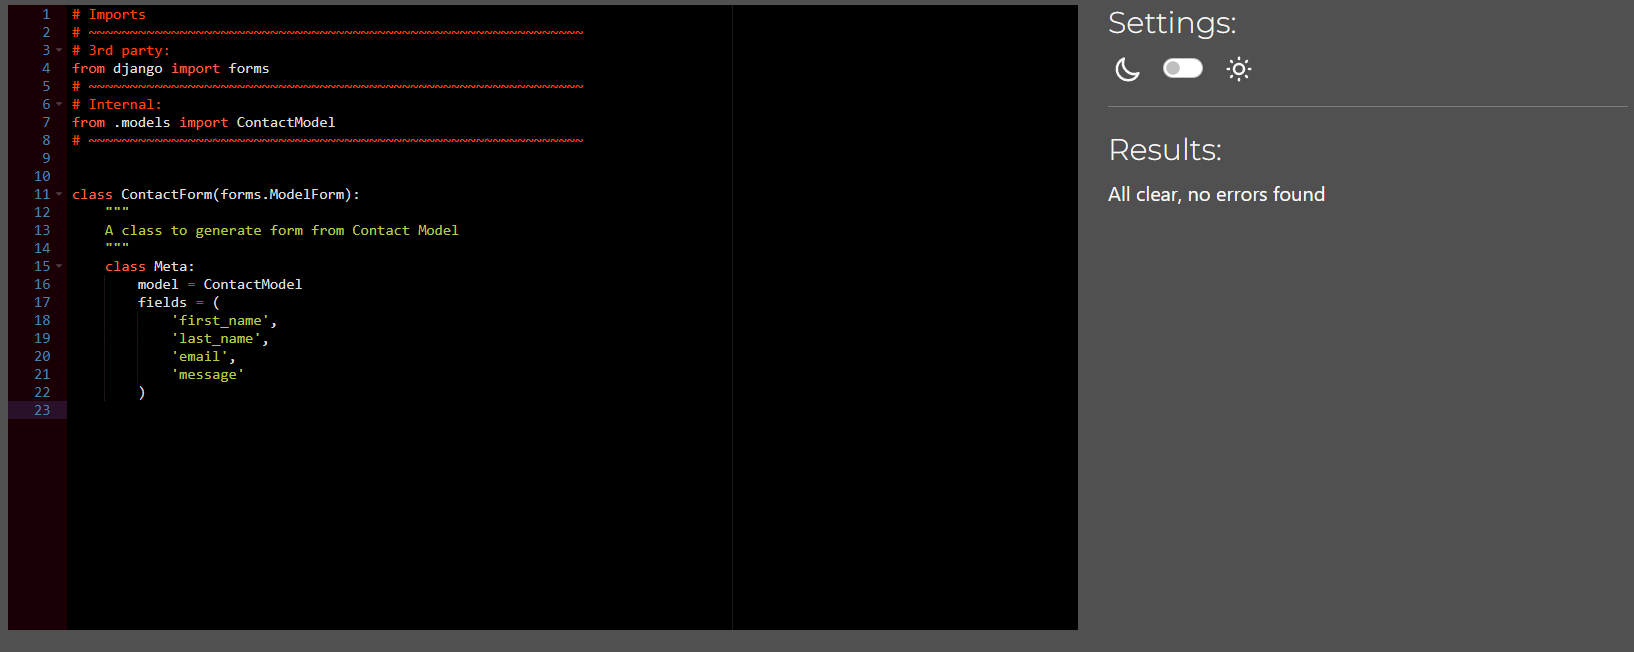 1 # Imports
2 # ~~~~~~~~~~~~~~~~~~~~~~~~~~~~~~~~~~~~~~~~~~~~~~~~~~~~~~~~~~~~
3 # 3rd party:
4 from django import forms
5 # ~~~~~~~~~~~~~~~~~~~~~~~~~~~~~~~~~~~~~~~~~~~~~~~~~~~~~~~~~~~~
6 # Internal:
7 from .models import ContactModel
8 # ~~~~~~~~~~~~~~~~~~~~~~~~~~~~~~~~~~~~~~~~~~~~~~~~~~~~~~~~~~~~
9
10
11 class ContactForm(forms.ModelForm):
12     """
13     A class to generate form from Contact Model
14     """
15     class Meta:
16         model = ContactModel
17         fields = (
18             'first_name',
19             'last_name',
20             'email',
21             'message'
22         )
23
Settings:
Results:
All clear, no errors found